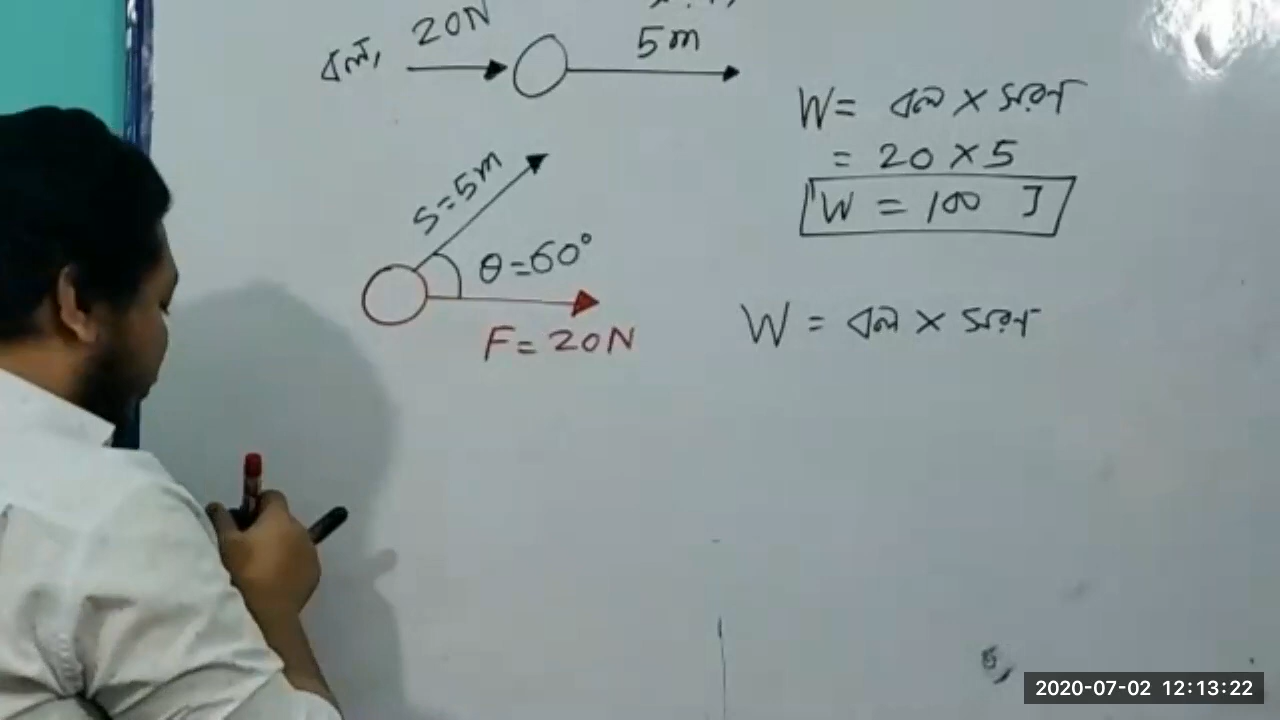 20N
বল,
5m
W = বল × সরণ
= 20 × 5
W = 100 J
S=5m
θ=60°
F= 20N
W = বল × সরণ
2020-07-02 12:13:22